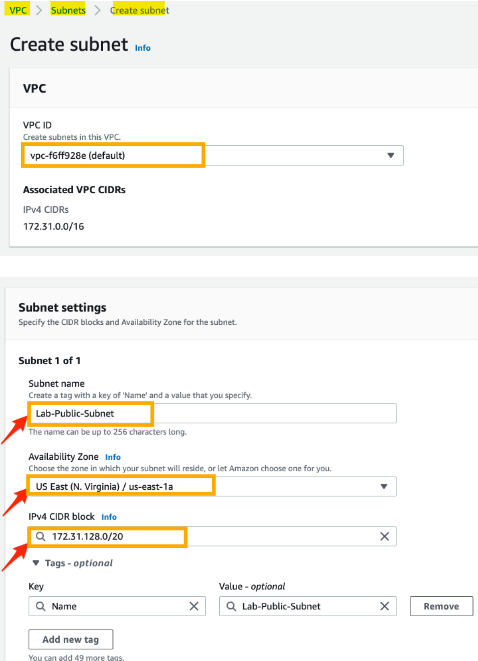 VPC > Subnets > Create subnet
Create subnet Info
VPC
VPC ID
Create subnets in this VPC.
vpc-f6ff928e (default)
Associated VPC CIDRs
IPv4 CIDRs
172.31.0.0/16
Subnet settings
Specify the CIDR blocks and Availability Zone for the subnet.
Subnet 1 of 1
Subnet name
Create a tag with a key of 'Name' and a value that you specify.
Lab-Public-Subnet
The name can be up to 256 characters long.
Availability Zone Info
Choose the zone in which your subnet will reside, or let Amazon choose one for you.
US East (N. Virginia) / us-east-1a
IPv4 CIDR block Info
172.31.128.0/20
Tags - optional
Key Value - optional
Name Lab-Public-Subnet Remove
Add new tag
You can add 49 more tags.